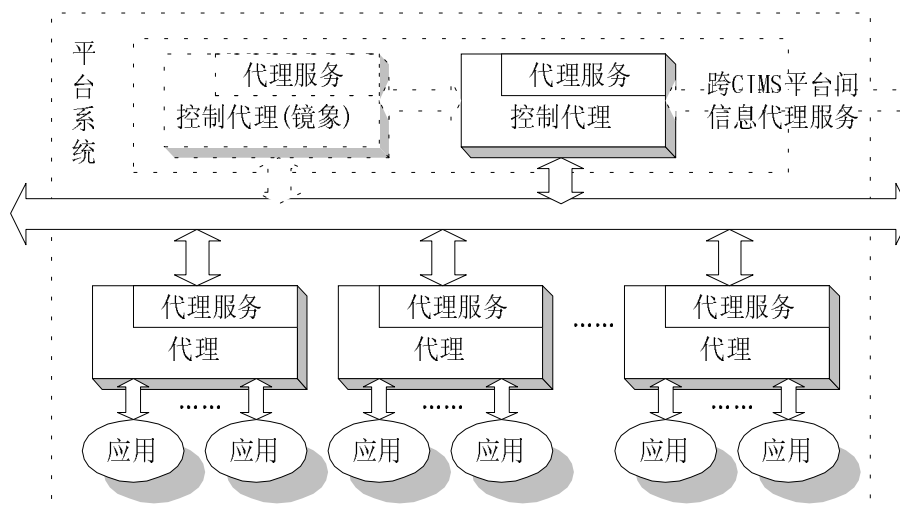 平台系统
代理服务
控制代理(镜象)
代理服务
控制代理
跨CIMS平台间
信息代理服务
代理服务
代理
代理服务
代理
……
代理服务
代理
……
……
……
应用
应用
应用
应用
应用
应用